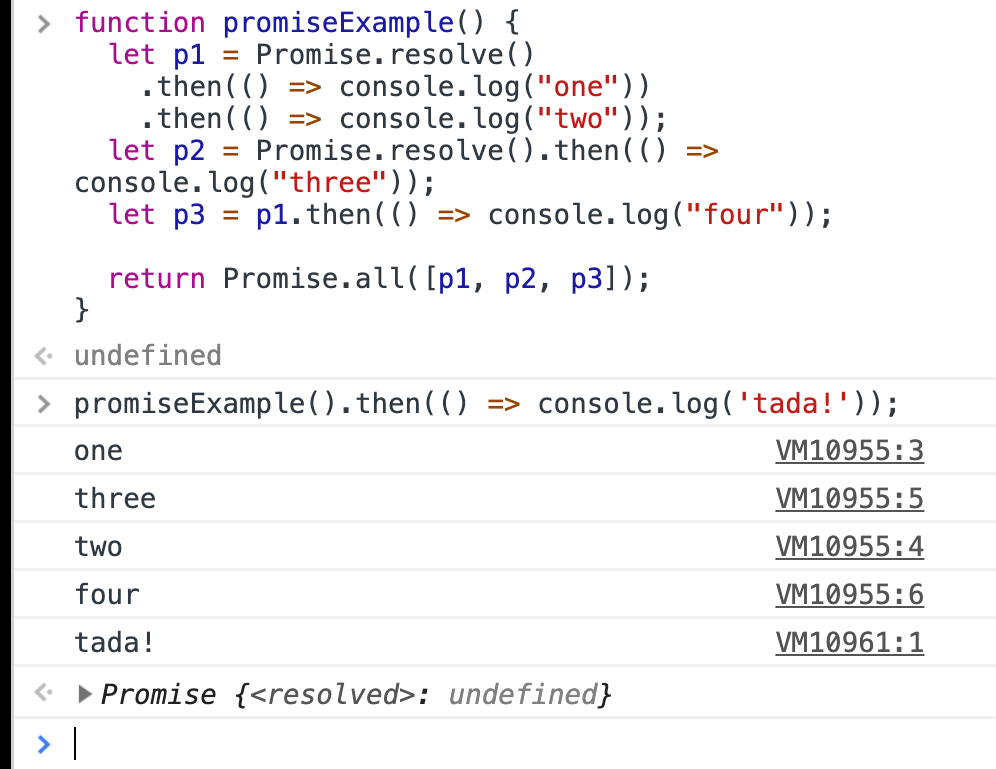 function promiseExample() {
  let p1 = Promise.resolve()
    .then(() => console.log("one"))
    .then(() => console.log("two"));
  let p2 = Promise.resolve().then(() =>
console.log("three"));
  let p3 = p1.then(() => console.log("four"));

  return Promise.all([p1, p2, p3]);
}
undefined
promiseExample().then(() => console.log('tada!'));
one VM10955:3
three VM10955:5
two VM10955:4
four VM10955:6
tada! VM10961:1
Promise {<resolved>: undefined}